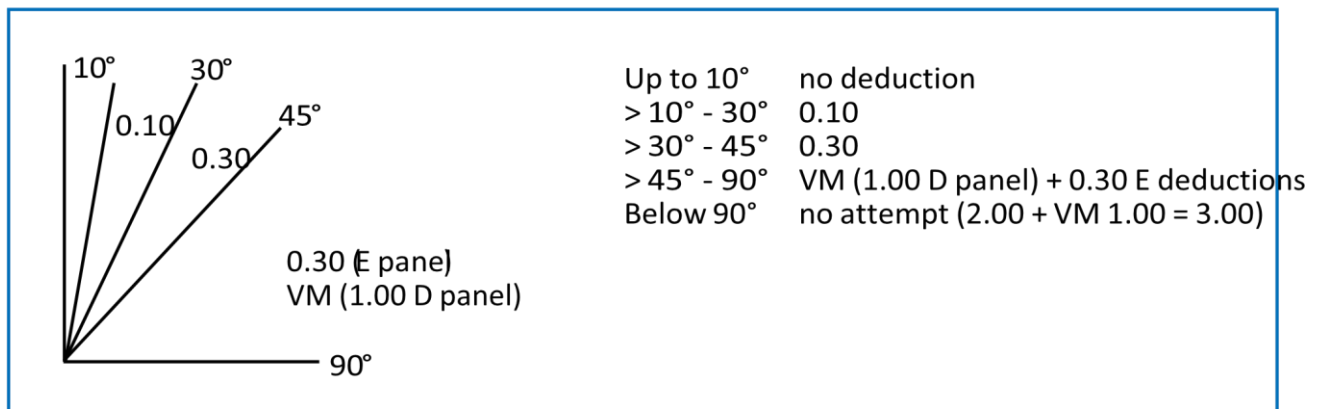 10° 30°
45°
0.10
0.30
0.30 (E panel)
VM (1.00 D panel)
90°
Up to 10° no deduction
> 10° - 30° 0.10
> 30° - 45° 0.30
> 45° - 90° VM (1.00 D panel) + 0.30 E deductions
Below 90° no attempt (2.00 + VM 1.00 = 3.00)